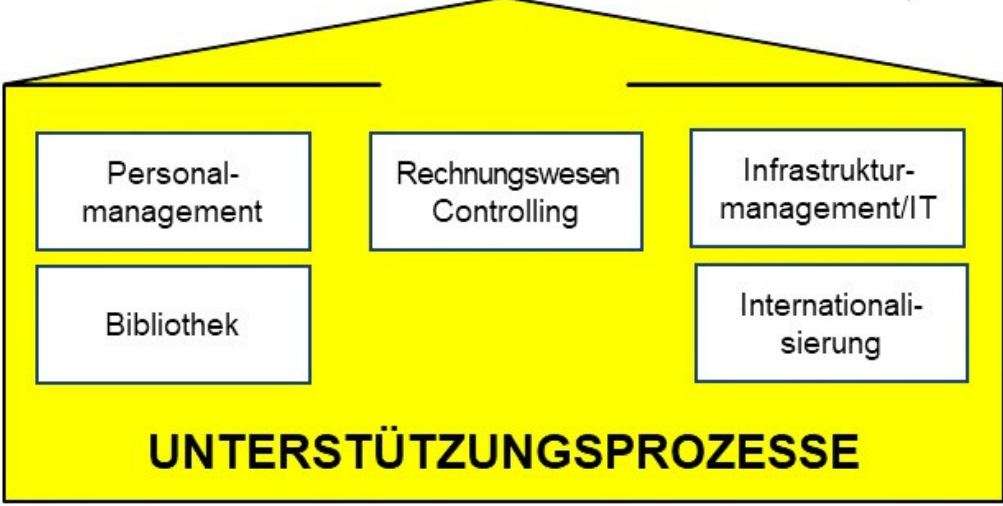 Personal-
management
Rechnungswesen
Controlling
Infrastruktur-
management/IT
Bibliothek
Internationali-
sierung
UNTERSTÜTZUNGSPROZESSE